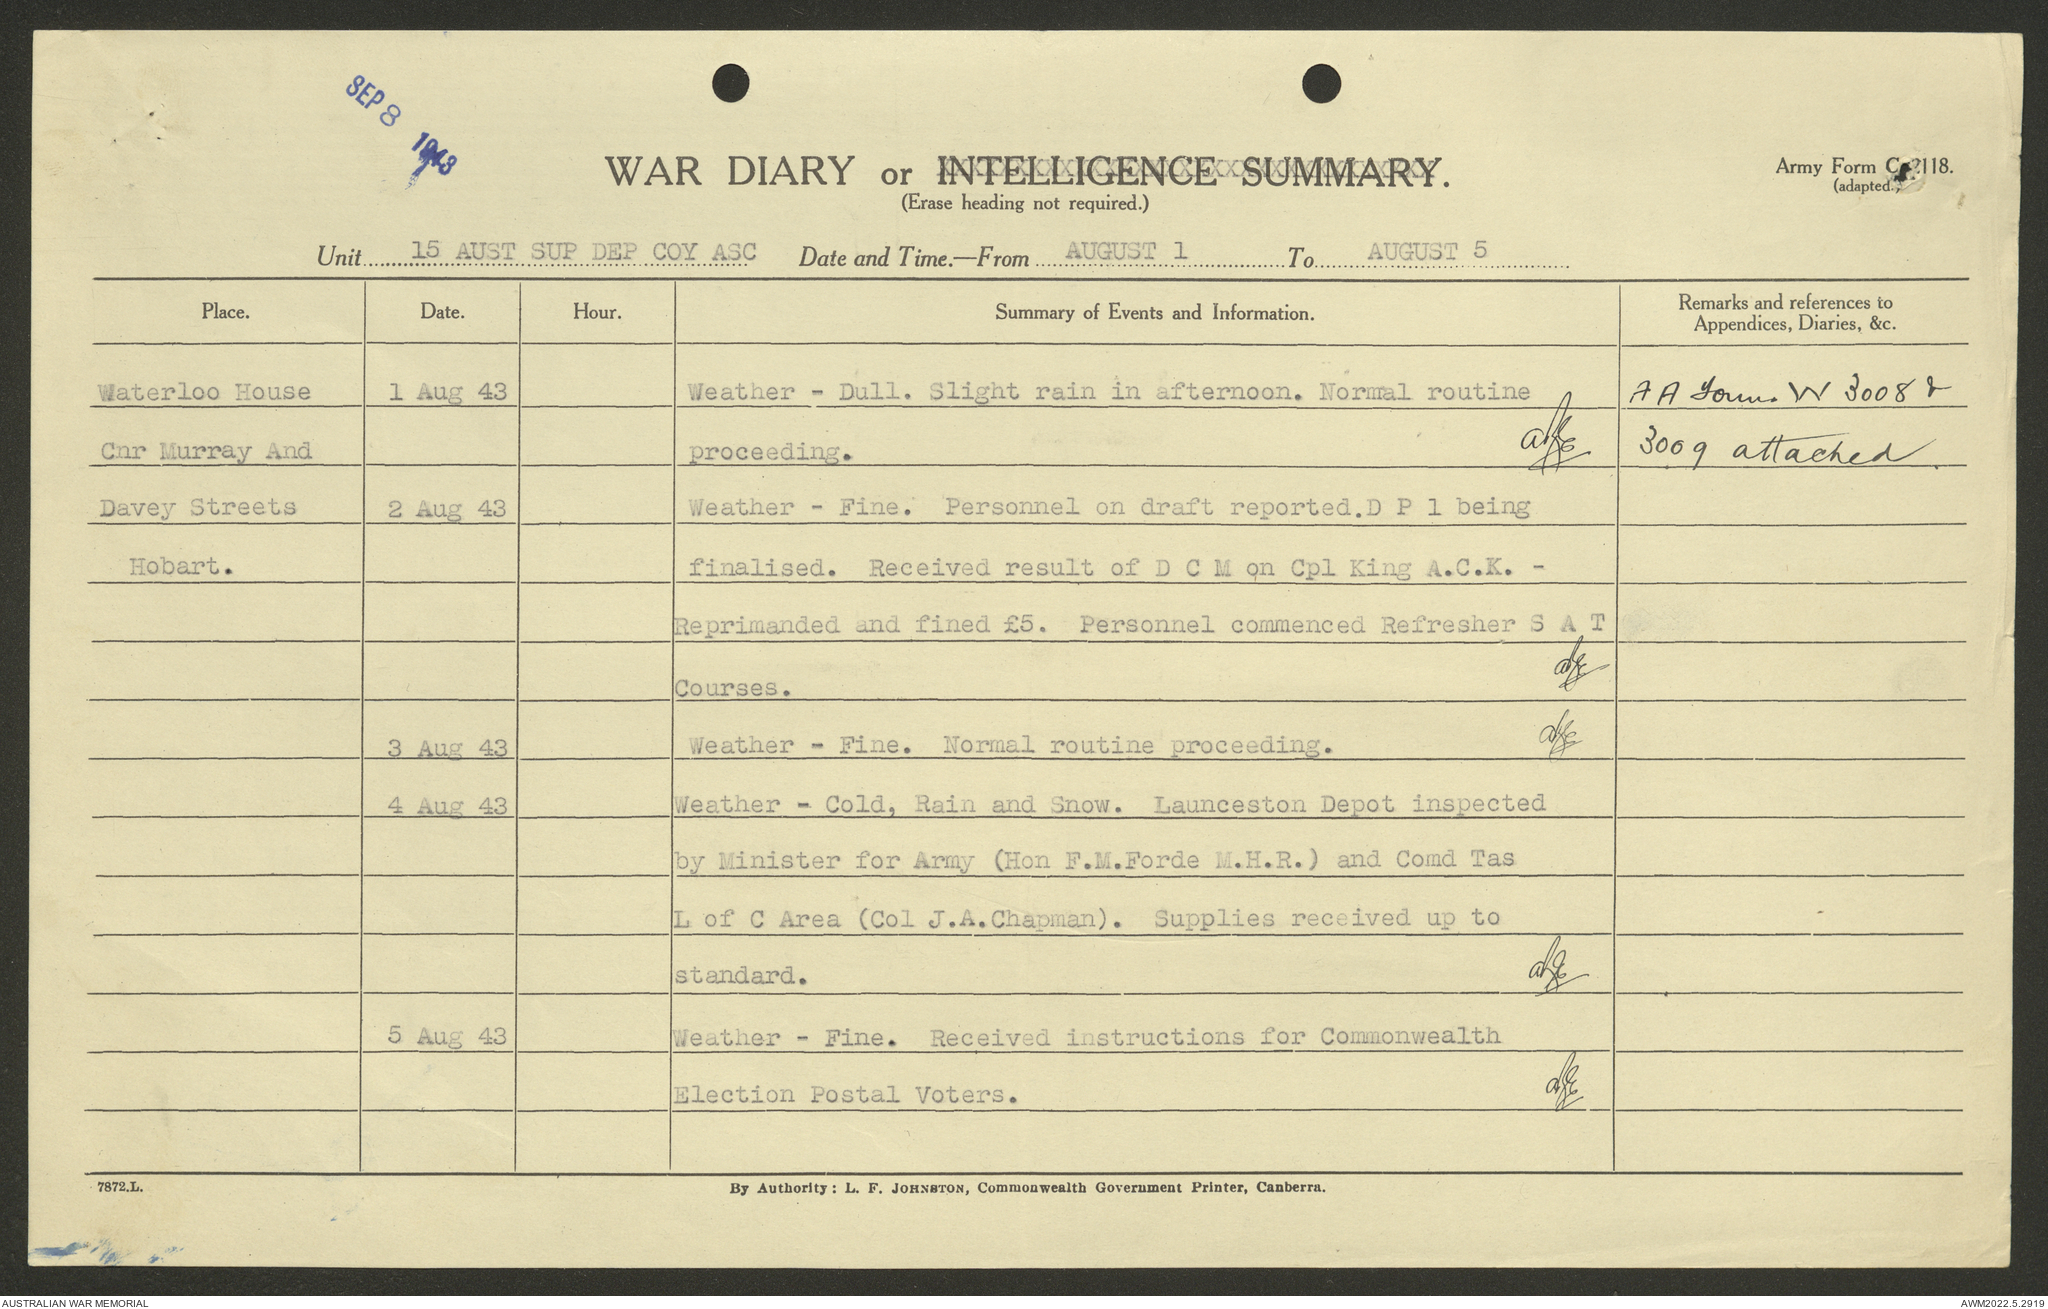 SEP 8 1943
WAR DIARY or INTELLIGENCE SUMMARY.
(Erase heading not required.)
Army Form C. 2118.
(adapted.)
Unit 15 AUST SUP DEP COY ASC Date and Time.—From AUGUST 1 To AUGUST 5
Place. Date. Hour. Summary of Events and Information. Remarks and references to
Appendices, Diaries, &c.
Waterloo House 1 Aug 43 Weather - Dull. Slight rain in afternoon. Normal routine A A Form W 3008 &
Cnr Murray And proceeding. 3009 attached.
Davey Streets 2 Aug 43 Weather - Fine. Personnel on draft reported.D P 1 being
Hobart. finalised. Received result of D C M on Cpl King A.C.K. -
Reprimanded and fined £5. Personnel commenced Refresher S A T
Courses.
3 Aug 43 Weather - Fine. Normal routine proceeding.
4 Aug 43 Weather - Cold, Rain and Snow. Launceston Depot inspected
by Minister for Army (Hon F.M.Forde M.H.R.) and Comd Tas
L of C Area (Col J.A.Chapman). Supplies received up to
standard.
5 Aug 43 Weather - Fine. Received instructions for Commonwealth
Election Postal Voters.
7872.L.
By Authority: L. F. JOHNSTON, Commonwealth Government Printer, Canberra.
AUSTRALIAN WAR MEMORIAL
AWM2022.5.2919